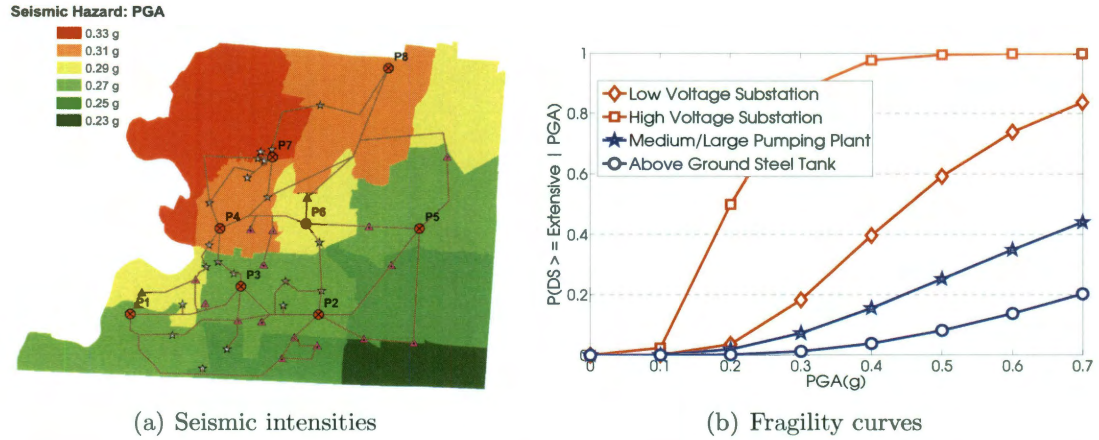 Seismic Hazard: PGA
0.33 g
0.31 g
0.29 g
0.27 g
0.25 g
0.23 g
P8
P7
P4
P6
P5
P3
P1
P2
(a) Seismic intensities
P(DS > = Extensive | PGA)
1
0.8
0.6
0.4
0.2
0
Low Voltage Substation
High Voltage Substation
Medium/Large Pumping Plant
Above Ground Steel Tank
0 0.1 0.2 0.3 0.4 0.5 0.6 0.7
PGA(g)
(b) Fragility curves